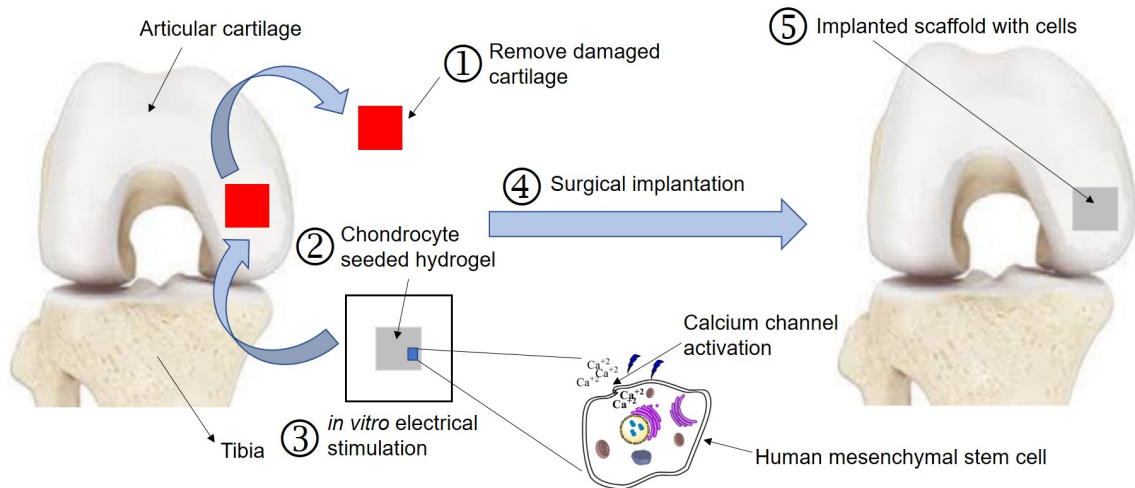 Articular cartilage
① Remove damaged
cartilage
⑤ Implanted scaffold with cells
④ Surgical implantation
② Chondrocyte
seeded hydrogel
Calcium channel
activation
Ca+2
Ca+2
Ca+2
Ca+2
Ca+2
③ in vitro electrical
stimulation
Tibia
Human mesenchymal stem cell